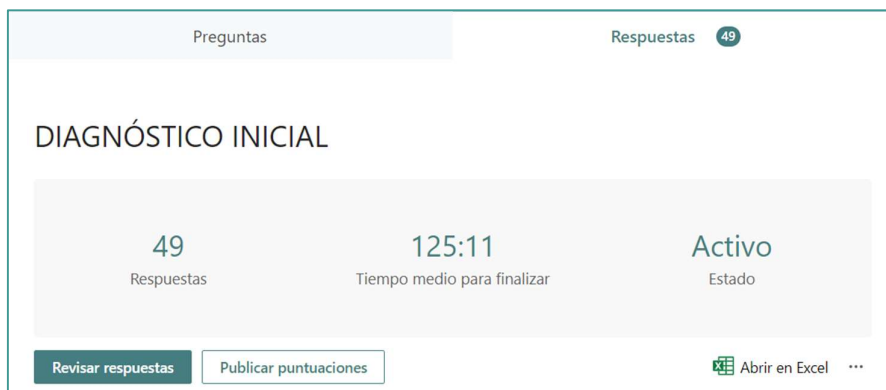 Preguntas
Respuestas 49
DIAGNÓSTICO INICIAL
49
Respuestas
125:11
Tiempo medio para finalizar
Activo
Estado
Revisar respuestas
Publicar puntuaciones
Abrir en Excel ...